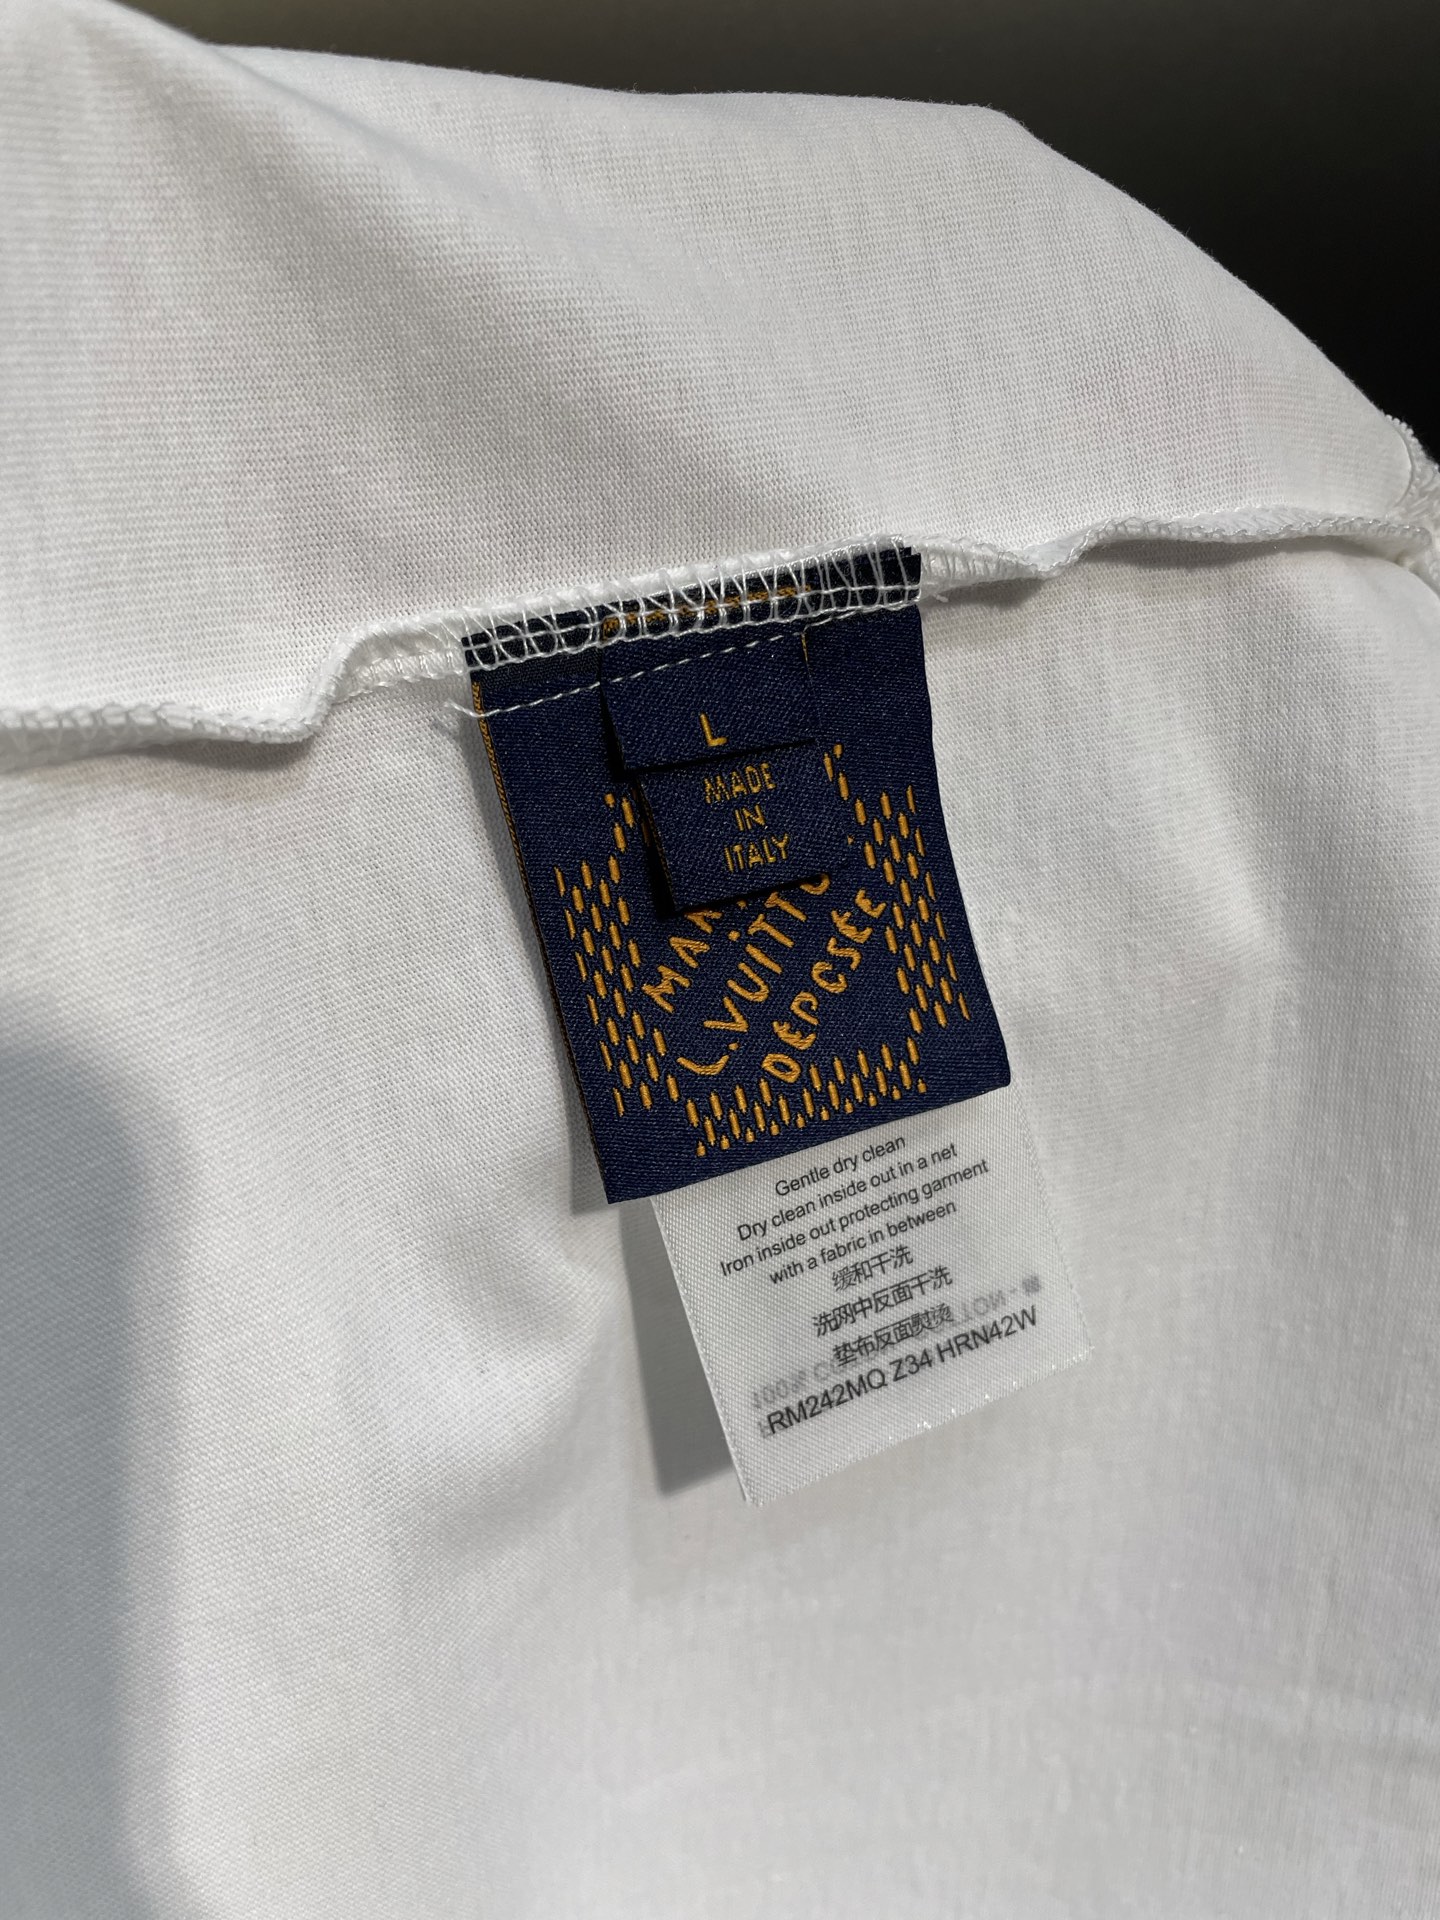 L
MADE
IN
ITALY
L.VUITTO
DEPCSÉE
Gentle dry clean
Dry clean inside out in a net
Iron inside out protecting garment
with a fabric in between
缓和干洗
洗网中反面干洗
垫布反面熨烫
RM242MQ Z34 HRN42W